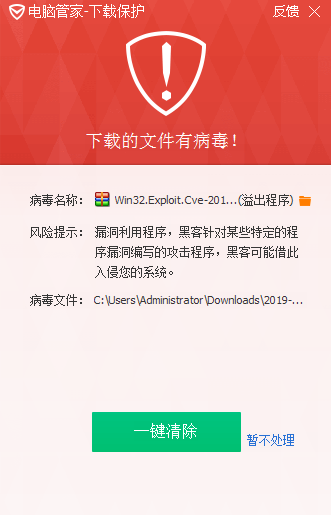 电脑管家-下载保护 反馈
下载的文件有病毒！
病毒名称： Win32.Exploit.Cve-201...(溢出程序)
风险提示： 漏洞利用程序，黑客针对某些特定的程
序漏洞编写的攻击程序，黑客可能借此
入侵您的系统。
病毒文件： C:\Users\Administrator\Downloads\2019-...
一键清除
暂不处理